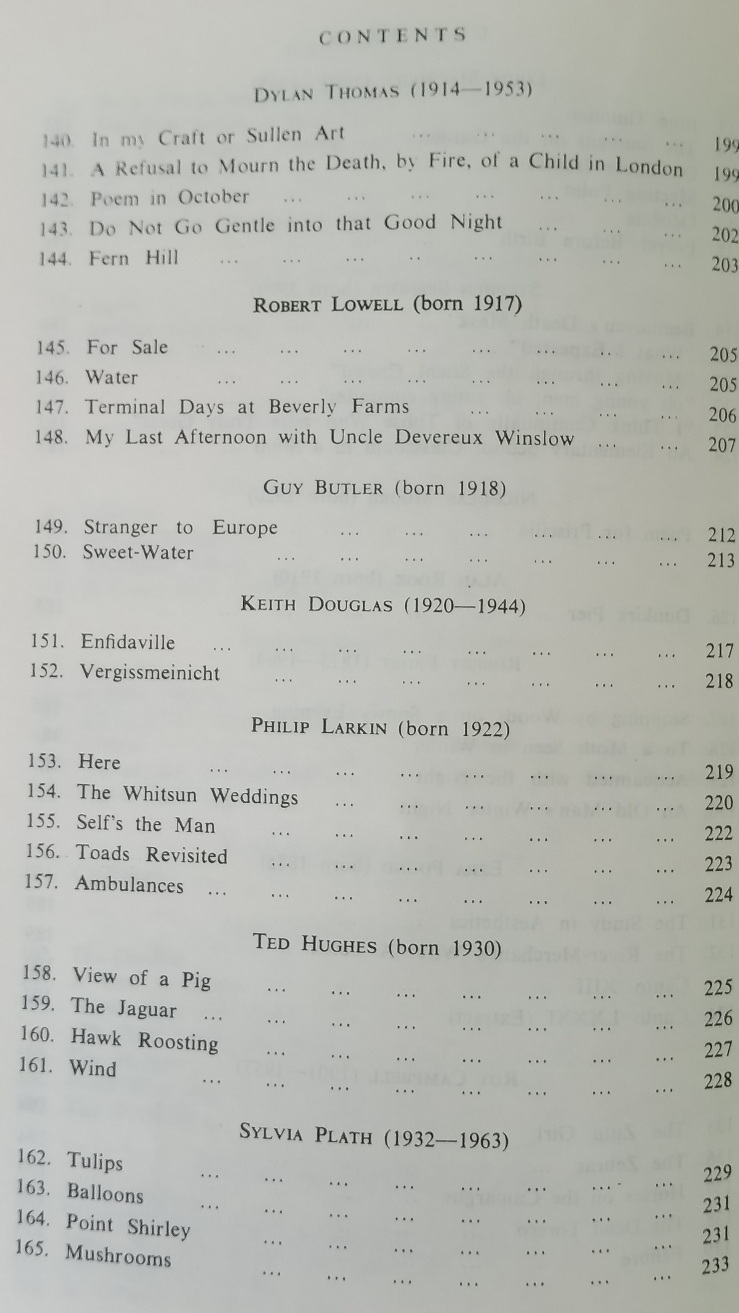 CONTENTS
DYLAN THOMAS (1914—1953)
140. In my Craft or Sullen Art ... ... ... ... ... 199
141. A Refusal to Mourn the Death, by Fire, of a Child in London 199
142. Poem in October ... ... ... ... ... ... ... 200
143. Do Not Go Gentle into that Good Night ... ... ... 202
144. Fern Hill ... ... ... .. ... ... ... ... 203
ROBERT LOWELL (born 1917)
145. For Sale ... ... ... ... ... ... ... ... 205
146. Water ... ... ... ... ... ... ... ... 205
147. Terminal Days at Beverly Farms ... ... ... ... 206
148. My Last Afternoon with Uncle Devereux Winslow ... ... 207
GUY BUTLER (born 1918)
149. Stranger to Europe ... ... ... ... ... ... 212
150. Sweet-Water ... ... ... ... ... ... ... 213
KEITH DOUGLAS (1920—1944)
151. Enfidaville ... ... ... ... ... ... ... ... 217
152. Vergissmeinicht ... ... ... ... ... ... ... 218
PHILIP LARKIN (born 1922)
153. Here ... ... ... ... ... ... ... ... 219
154. The Whitsun Weddings ... ... ... ... ... ... 220
155. Self's the Man ... ... ... ... ... ... ... 222
156. Toads Revisited ... ... ... ... ... ... ... 223
157. Ambulances ... ... ... ... ... ... ... ... 224
TED HUGHES (born 1930)
158. View of a Pig ... ... ... ... ... ... ... 225
159. The Jaguar ... ... ... ... ... ... ... ... 226
160. Hawk Roosting ... ... ... ... ... ... ... 227
161. Wind ... ... ... ... ... ... ... ... 228
SYLVIA PLATH (1932—1963)
162. Tulips ... ... ... ... ... ... ... ... 229
163. Balloons ... ... ... ... ... ... ... ... 231
164. Point Shirley ... ... ... ... ... ... ... 231
165. Mushrooms ... ... ... ... ... ... ... 233